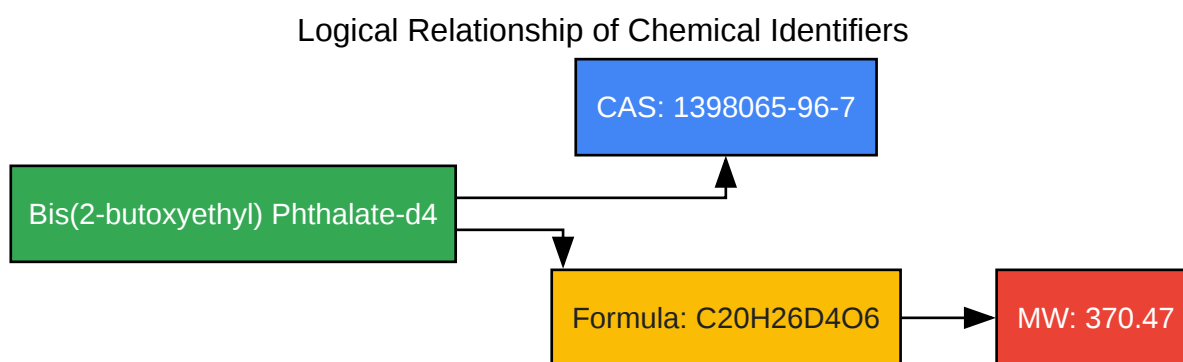 Logical Relationship of Chemical Identifiers
CAS: 1398065-96-7
Bis(2-butoxyethyl) Phthalate-d4
Formula: C20H26D4O6
MW: 370.47